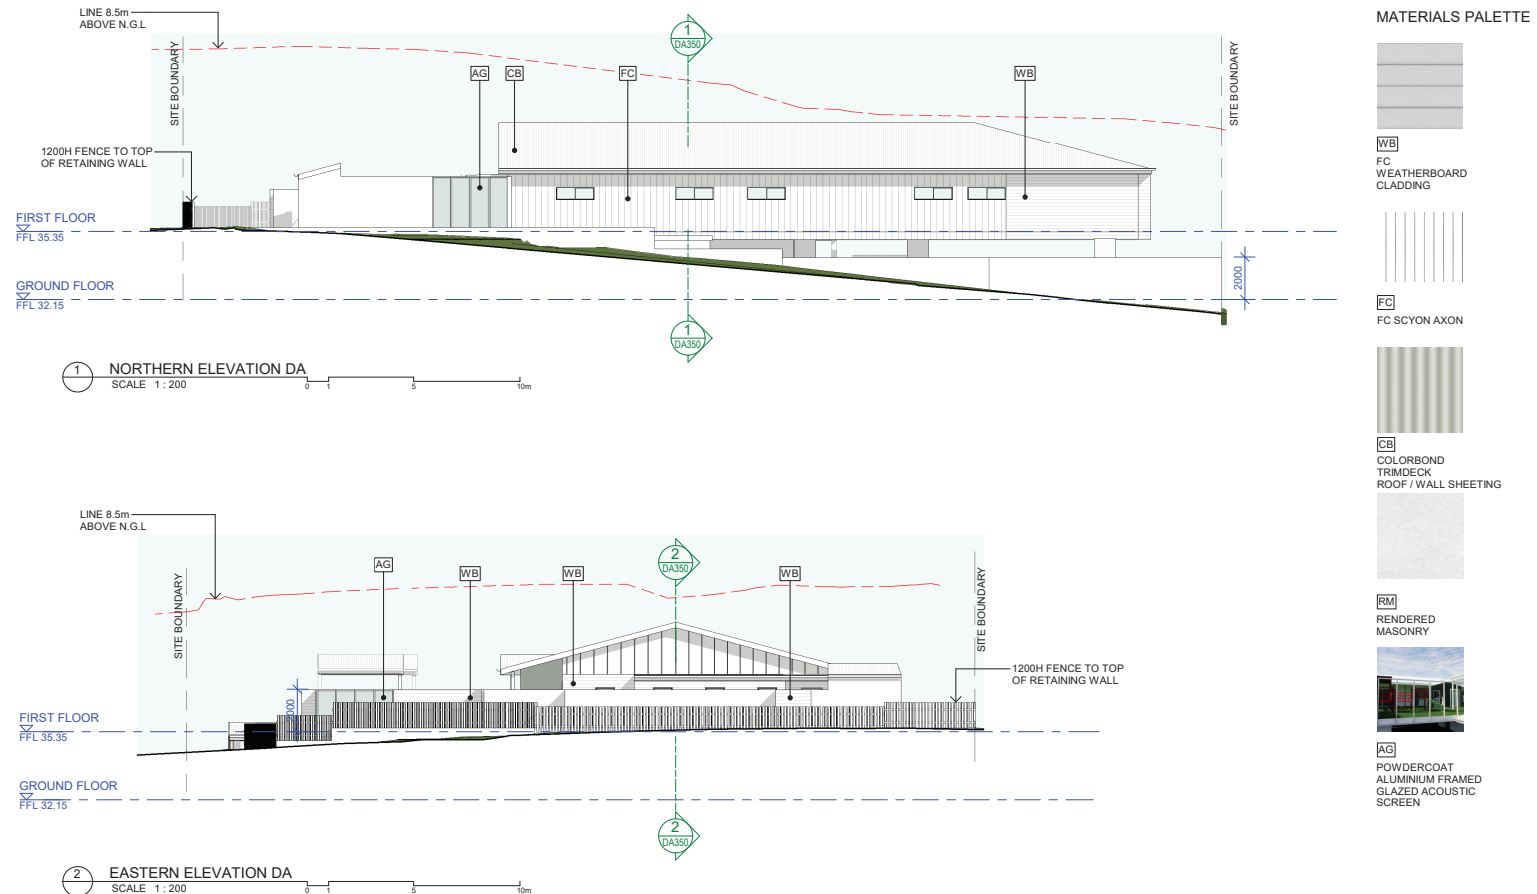 LINE 8.5m
ABOVE N.G.L
SITE BOUNDARY
1
DA350
AG
CB
FC
WB
SITE BOUNDARY
1200H FENCE TO TOP
OF RETAINING WALL
FIRST FLOOR
FFL 35.35
GROUND FLOOR
FFL 32.15
2000
1
DA350
1
NORTHERN ELEVATION DA
SCALE 1 : 200
0 1 5 10m
LINE 8.5m
ABOVE N.G.L
SITE BOUNDARY
2
DA350
AG
WB
WB
WB
SITE BOUNDARY
1200H FENCE TO TOP
OF RETAINING WALL
2000
FIRST FLOOR
FFL 35.35
GROUND FLOOR
FFL 32.15
2
DA350
2
EASTERN ELEVATION DA
SCALE 1 : 200
0 1 5 10m
MATERIALS PALETTE
WB
FC
WEATHERBOARD
CLADDING
FC
FC SCYON AXON
CB
COLORBOND
TRIMDECK
ROOF / WALL SHEETING
RM
RENDERED
MASONRY
AG
POWDERCOAT
ALUMINIUM FRAMED
GLAZED ACOUSTIC
SCREEN